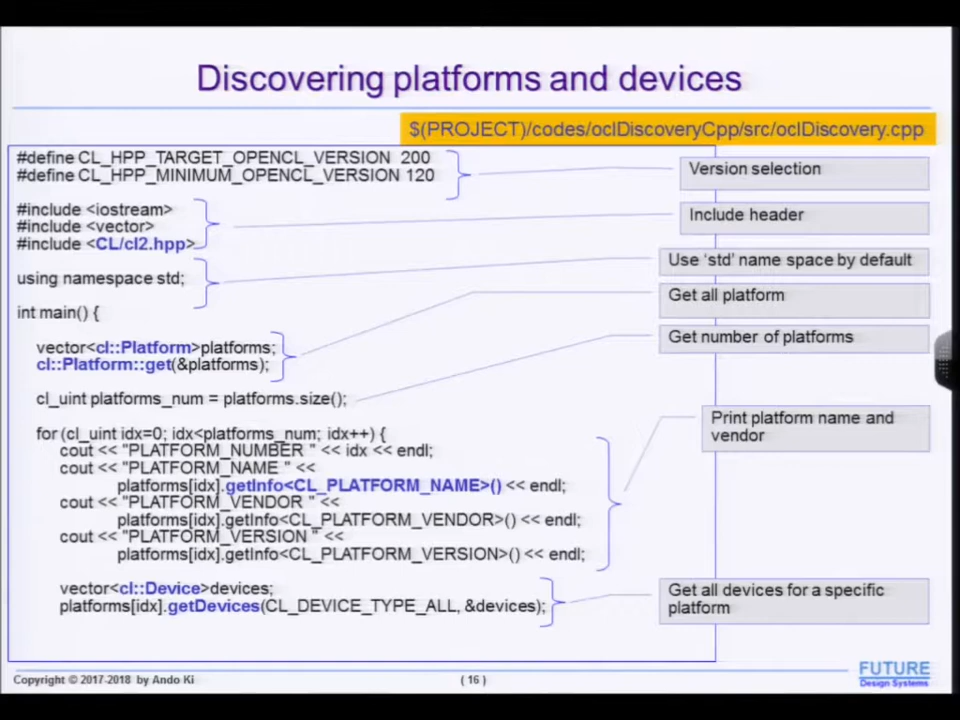 Discovering platforms and devices
$(PROJECT)/codes/oclDiscoveryCpp/src/oclDiscovery.cpp
#define CL_HPP_TARGET_OPENCL_VERSION 200
#define CL_HPP_MINIMUM_OPENCL_VERSION 120
Version selection
#include <iostream>
#include <vector>
#include <CL/cl2.hpp>
Include header
using namespace std;
Use ‘std’ name space by default
int main() {
Get all platform
vector<cl::Platform>platforms;
cl::Platform::get(&platforms);
Get number of platforms
cl_uint platforms_num = platforms.size();
for (cl_uint idx=0; idx<platforms_num; idx++) {
cout << "PLATFORM_NUMBER " << idx << endl;
cout << "PLATFORM_NAME " <<
platforms[idx].getInfo<CL_PLATFORM_NAME>() << endl;
cout << "PLATFORM_VENDOR " <<
platforms[idx].getInfo<CL_PLATFORM_VENDOR>() << endl;
cout << "PLATFORM_VERSION " <<
platforms[idx].getInfo<CL_PLATFORM_VERSION>() << endl;
Print platform name and
vendor
vector<cl::Device>devices;
platforms[idx].getDevices(CL_DEVICE_TYPE_ALL, &devices);
Get all devices for a specific
platform
Copyright © 2017-2018 by Ando Ki
( 16 )
FUTURE
Design Systems